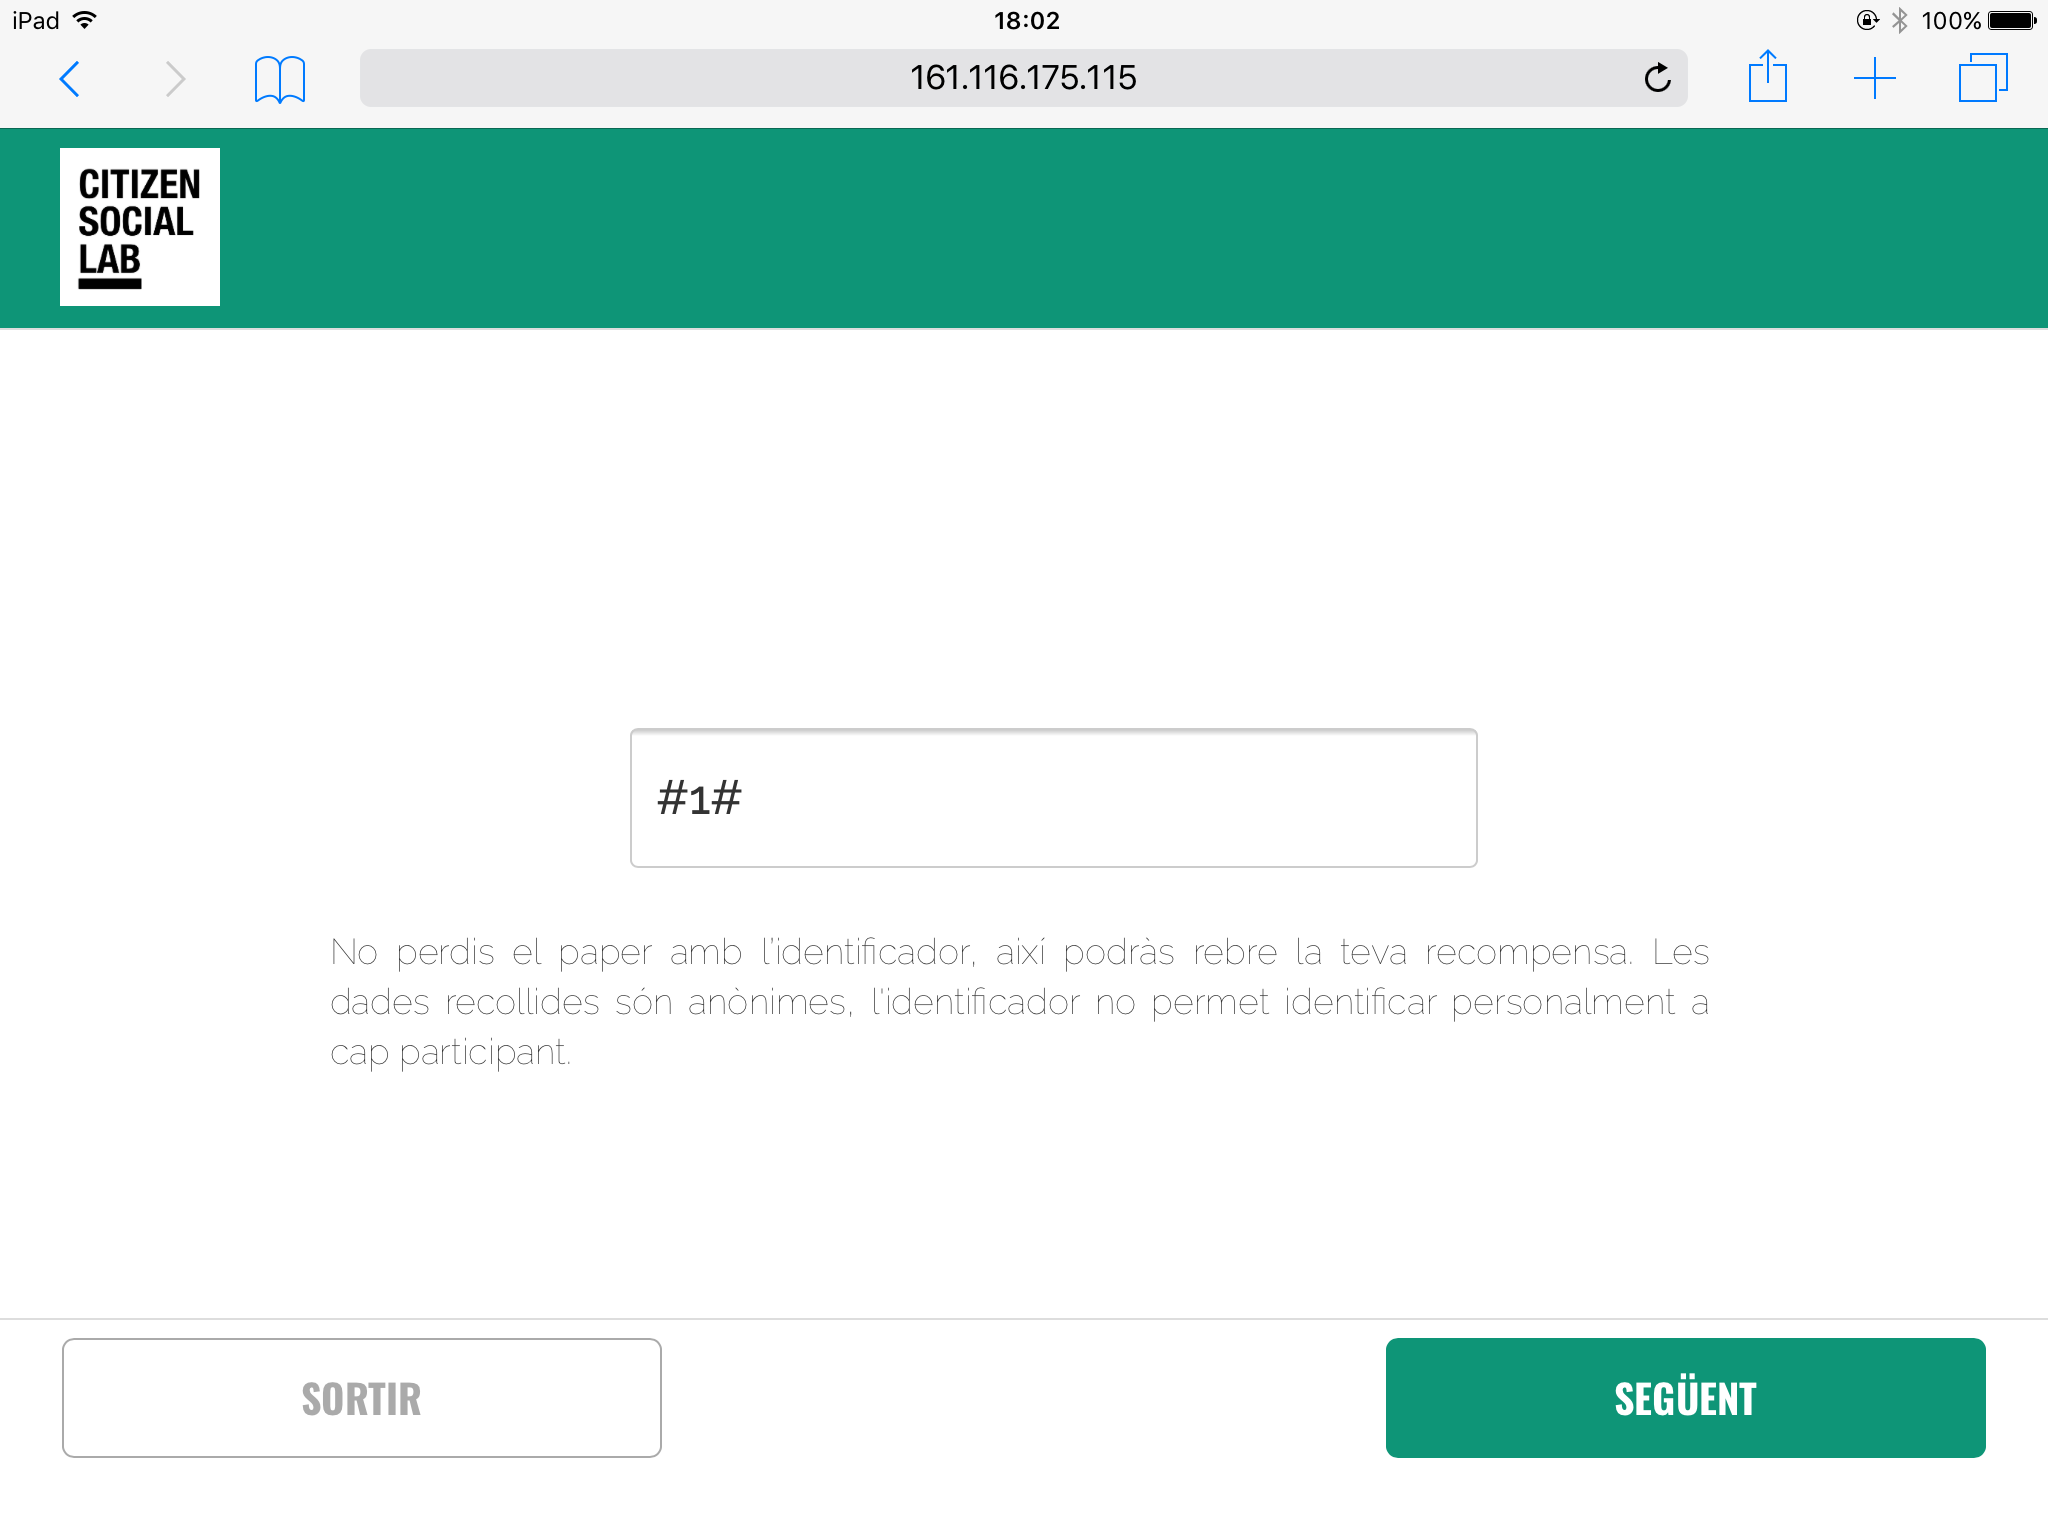 iPad 18:02 100%
161.116.175.115
CITIZEN
SOCIAL
LAB
#1#
No perdis el paper amb l'identificador, així podràs rebre la teva recompensa. Les
dades recollides són anònimes, l'identificador no permet identificar personalment a
cap participant.
SORTIR SEGÜENT